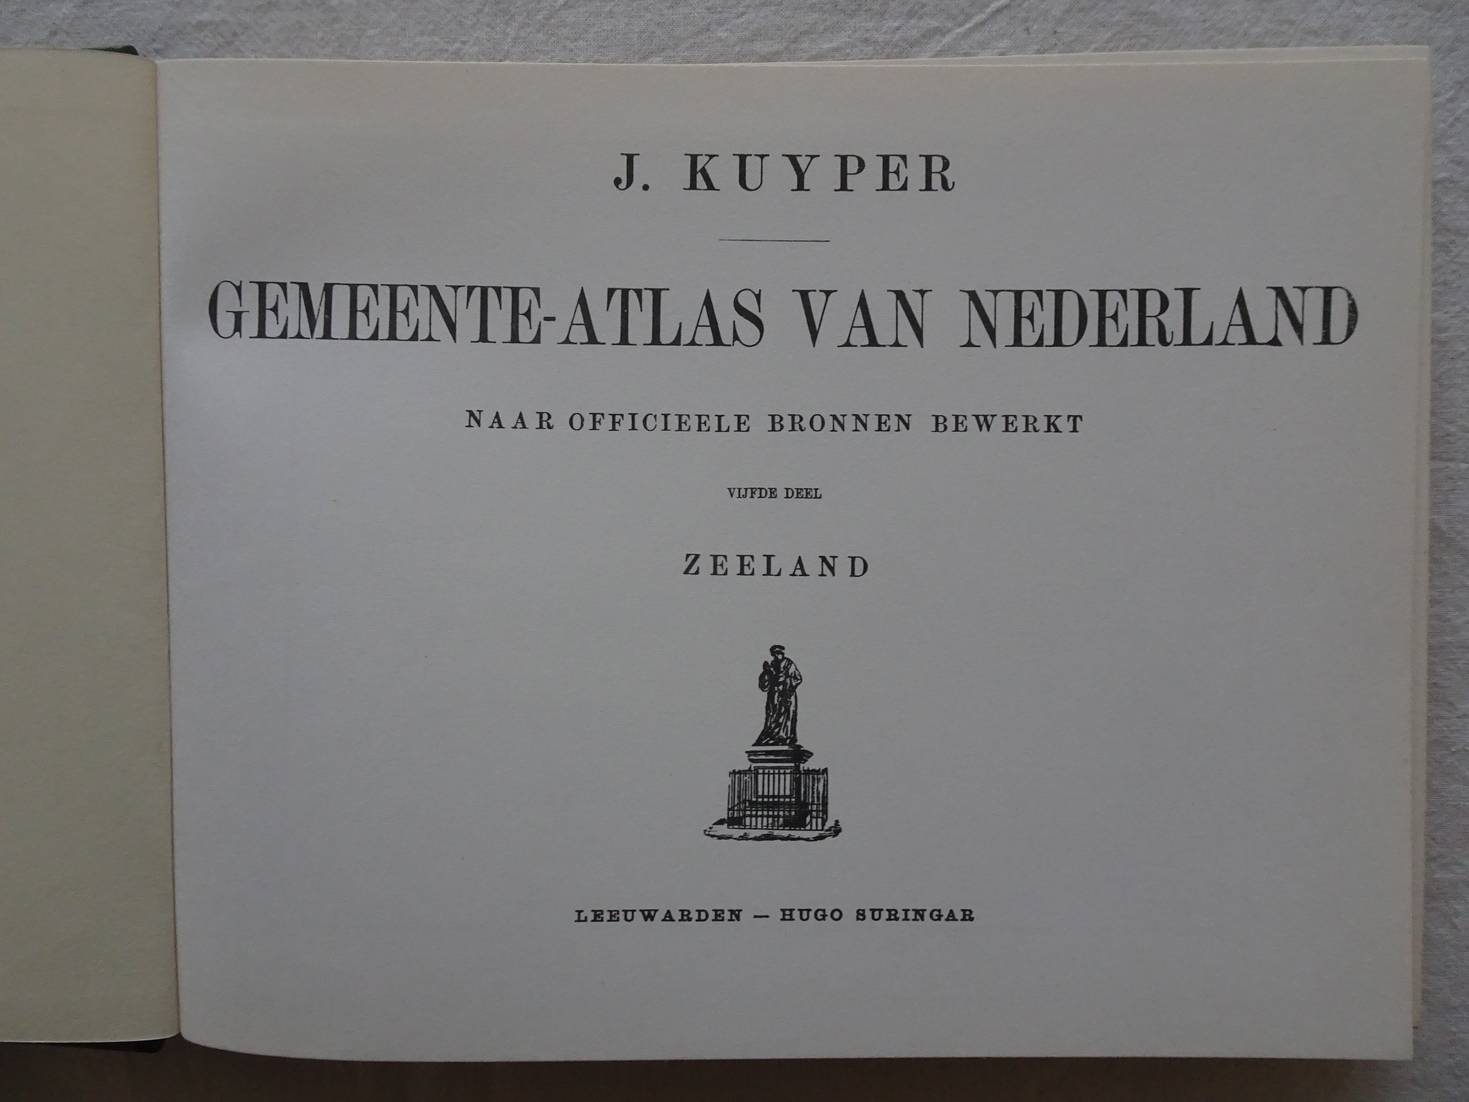 J. KUYPER
GEMEENTE-ATLAS VAN NEDERLAND
NAAR OFFICIEELE BRONNEN BEWERKT
VIJFDE DEEL
ZEELAND
LEEUWARDEN — HUGO SURINGAR